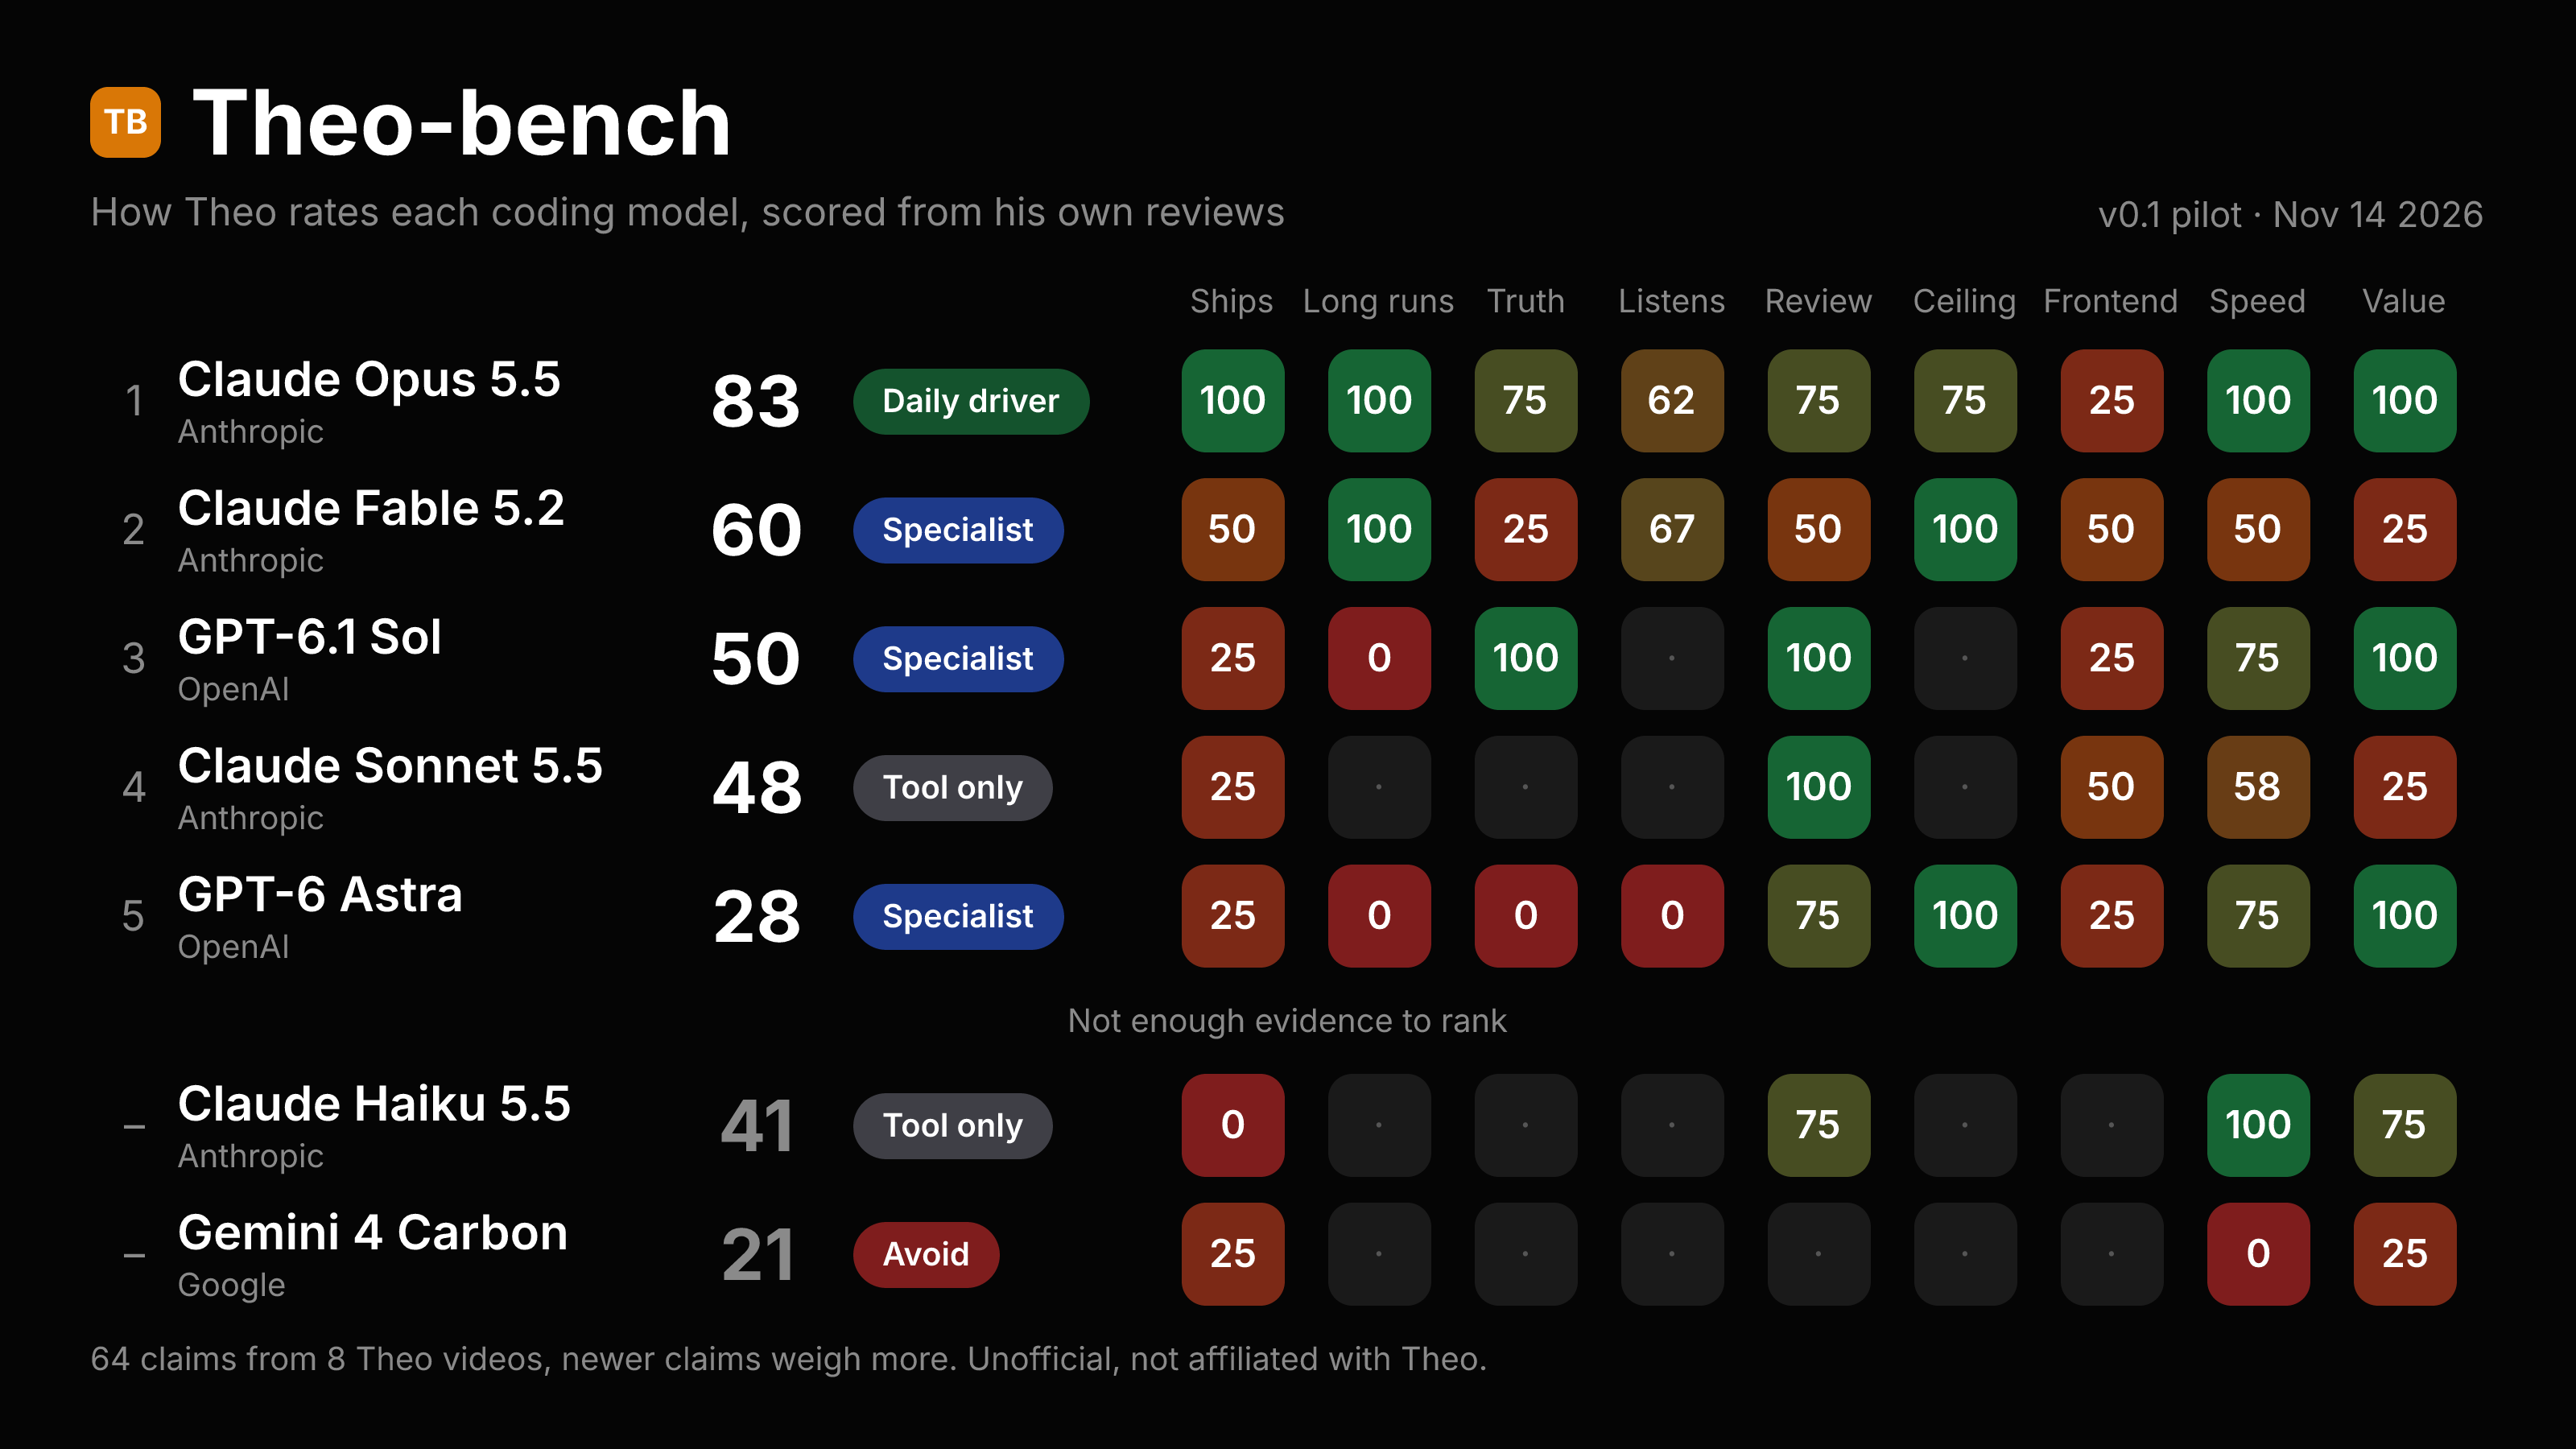 TB Theo-bench
How Theo rates each coding model, scored from his own reviews
v0.1 pilot · Nov 14 2026
Ships Long runs Truth Listens Review Ceiling Frontend Speed Value
1 Claude Opus 5.5 83 Daily driver 100 100 75 62 75 75 25 100 100
Anthropic
2 Claude Fable 5.2 60 Specialist 50 100 25 67 50 100 50 50 25
Anthropic
3 GPT-6.1 Sol 50 Specialist 25 0 100 · 100 · 25 75 100
OpenAI
4 Claude Sonnet 5.5 48 Tool only 25 · · · 100 · 50 58 25
Anthropic
5 GPT-6 Astra 28 Specialist 25 0 0 0 75 100 25 75 100
OpenAI
Not enough evidence to rank
– Claude Haiku 5.5 41 Tool only 0 · · · 75 · · 100 75
Anthropic
– Gemini 4 Carbon 21 Avoid 25 · · · · · · 0 25
Google
64 claims from 8 Theo videos, newer claims weigh more. Unofficial, not affiliated with Theo.